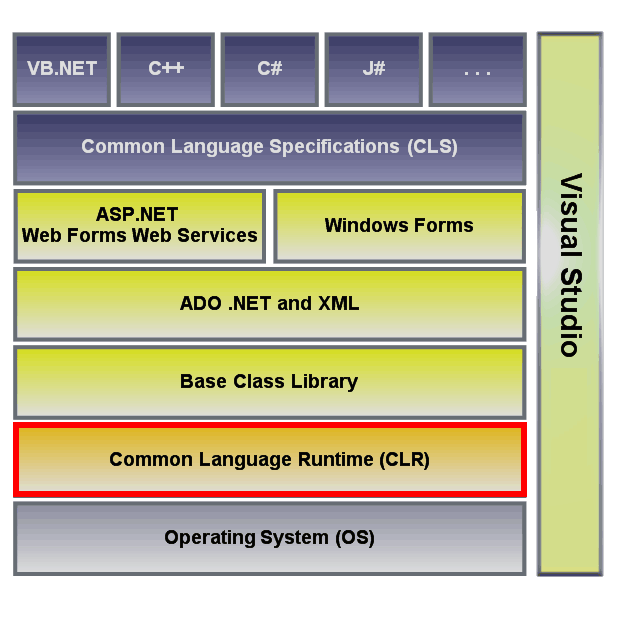 VB.NET
C++
C#
J#
. . .
Common Language Specifications (CLS)
ASP.NET
Web Forms Web Services
Windows Forms
ADO .NET and XML
Base Class Library
Common Language Runtime (CLR)
Operating System (OS)
Visual Studio